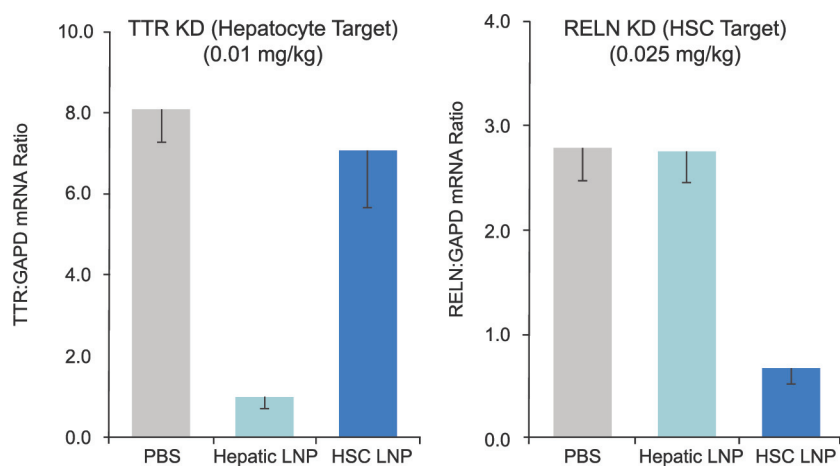 TTR KD (Hepatocyte Target)
(0.01 mg/kg)
TTR:GAPD mRNA Ratio
10.0
8.0
6.0
4.0
2.0
0.0
PBS
Hepatic LNP
HSC LNP
RELN KD (HSC Target)
(0.025 mg/kg)
RELN:GAPD mRNA Ratio
4.0
3.0
2.0
1.0
0.0
PBS
Hepatic LNP
HSC LNP